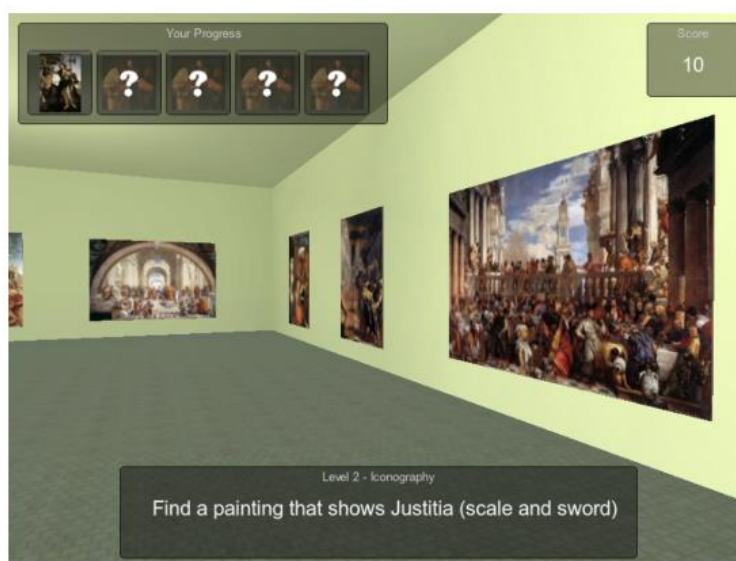 Your Progress
? ? ? ?
Score
10
Level 2 - Iconography
Find a painting that shows Justitia (scale and sword)